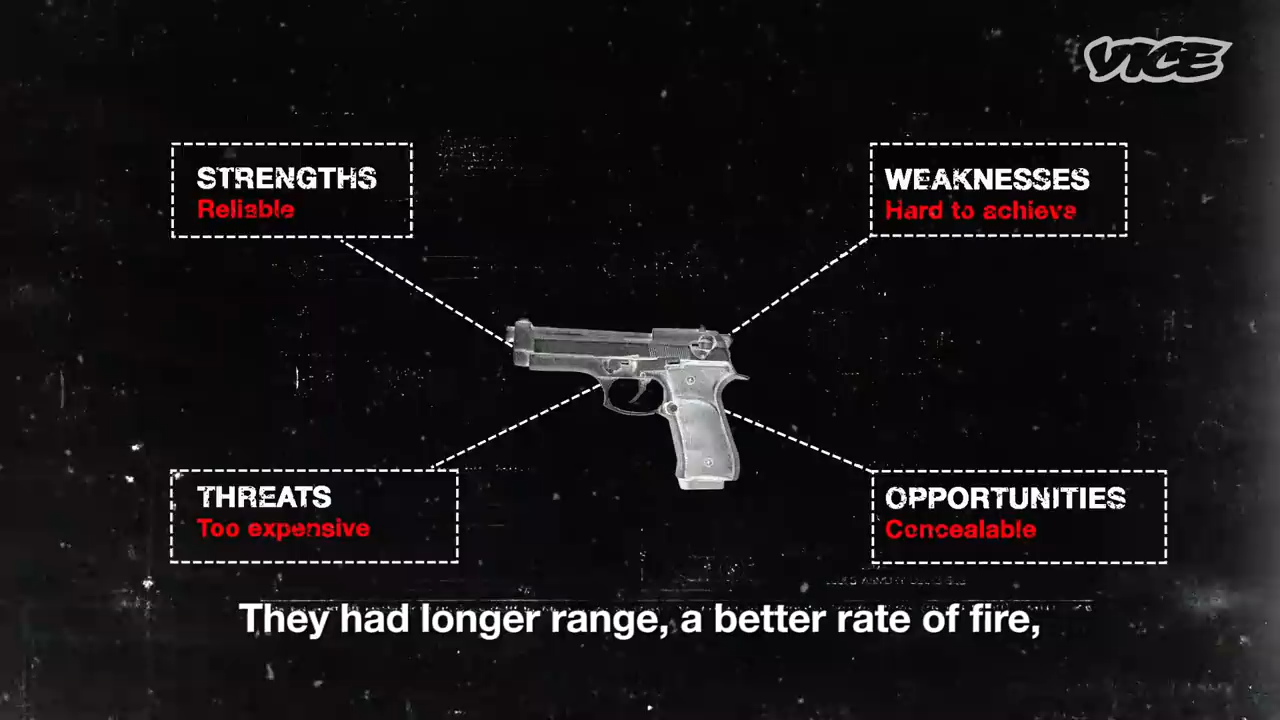 VICE
STRENGTHS
Reliable
WEAKNESSES
Hard to achieve
THREATS
Too expensive
OPPORTUNITIES
Concealable
They had longer range, a better rate of fire,